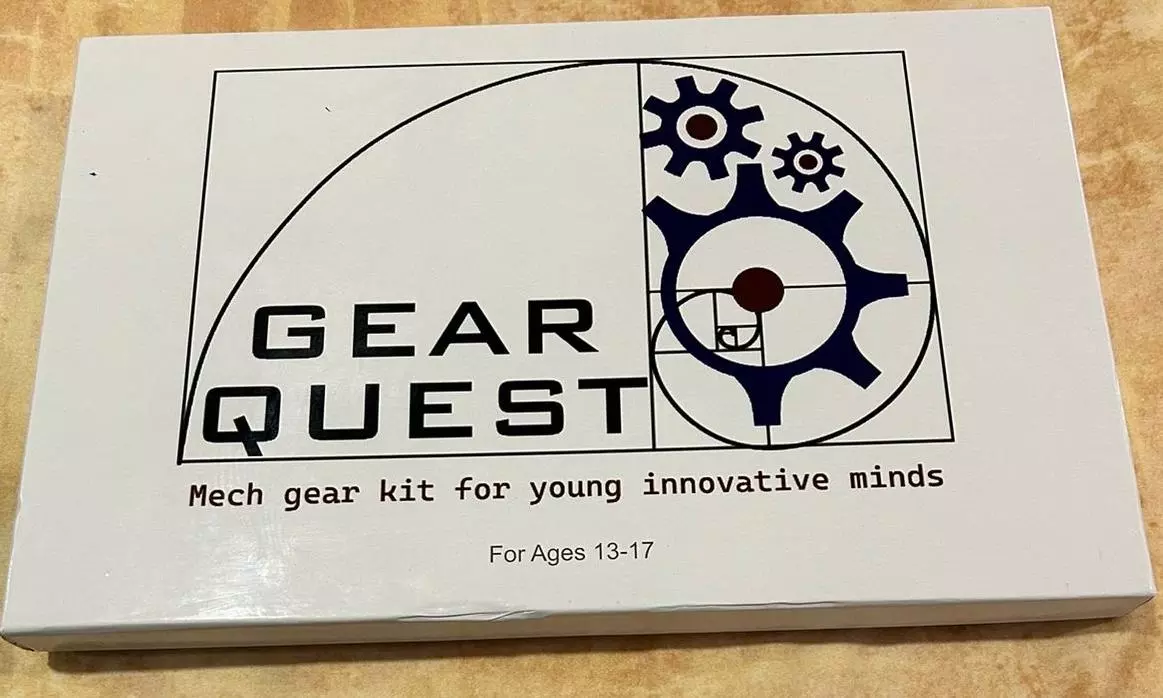 GEAR
QUEST
Mech gear kit for young innovative minds
For Ages 13-17